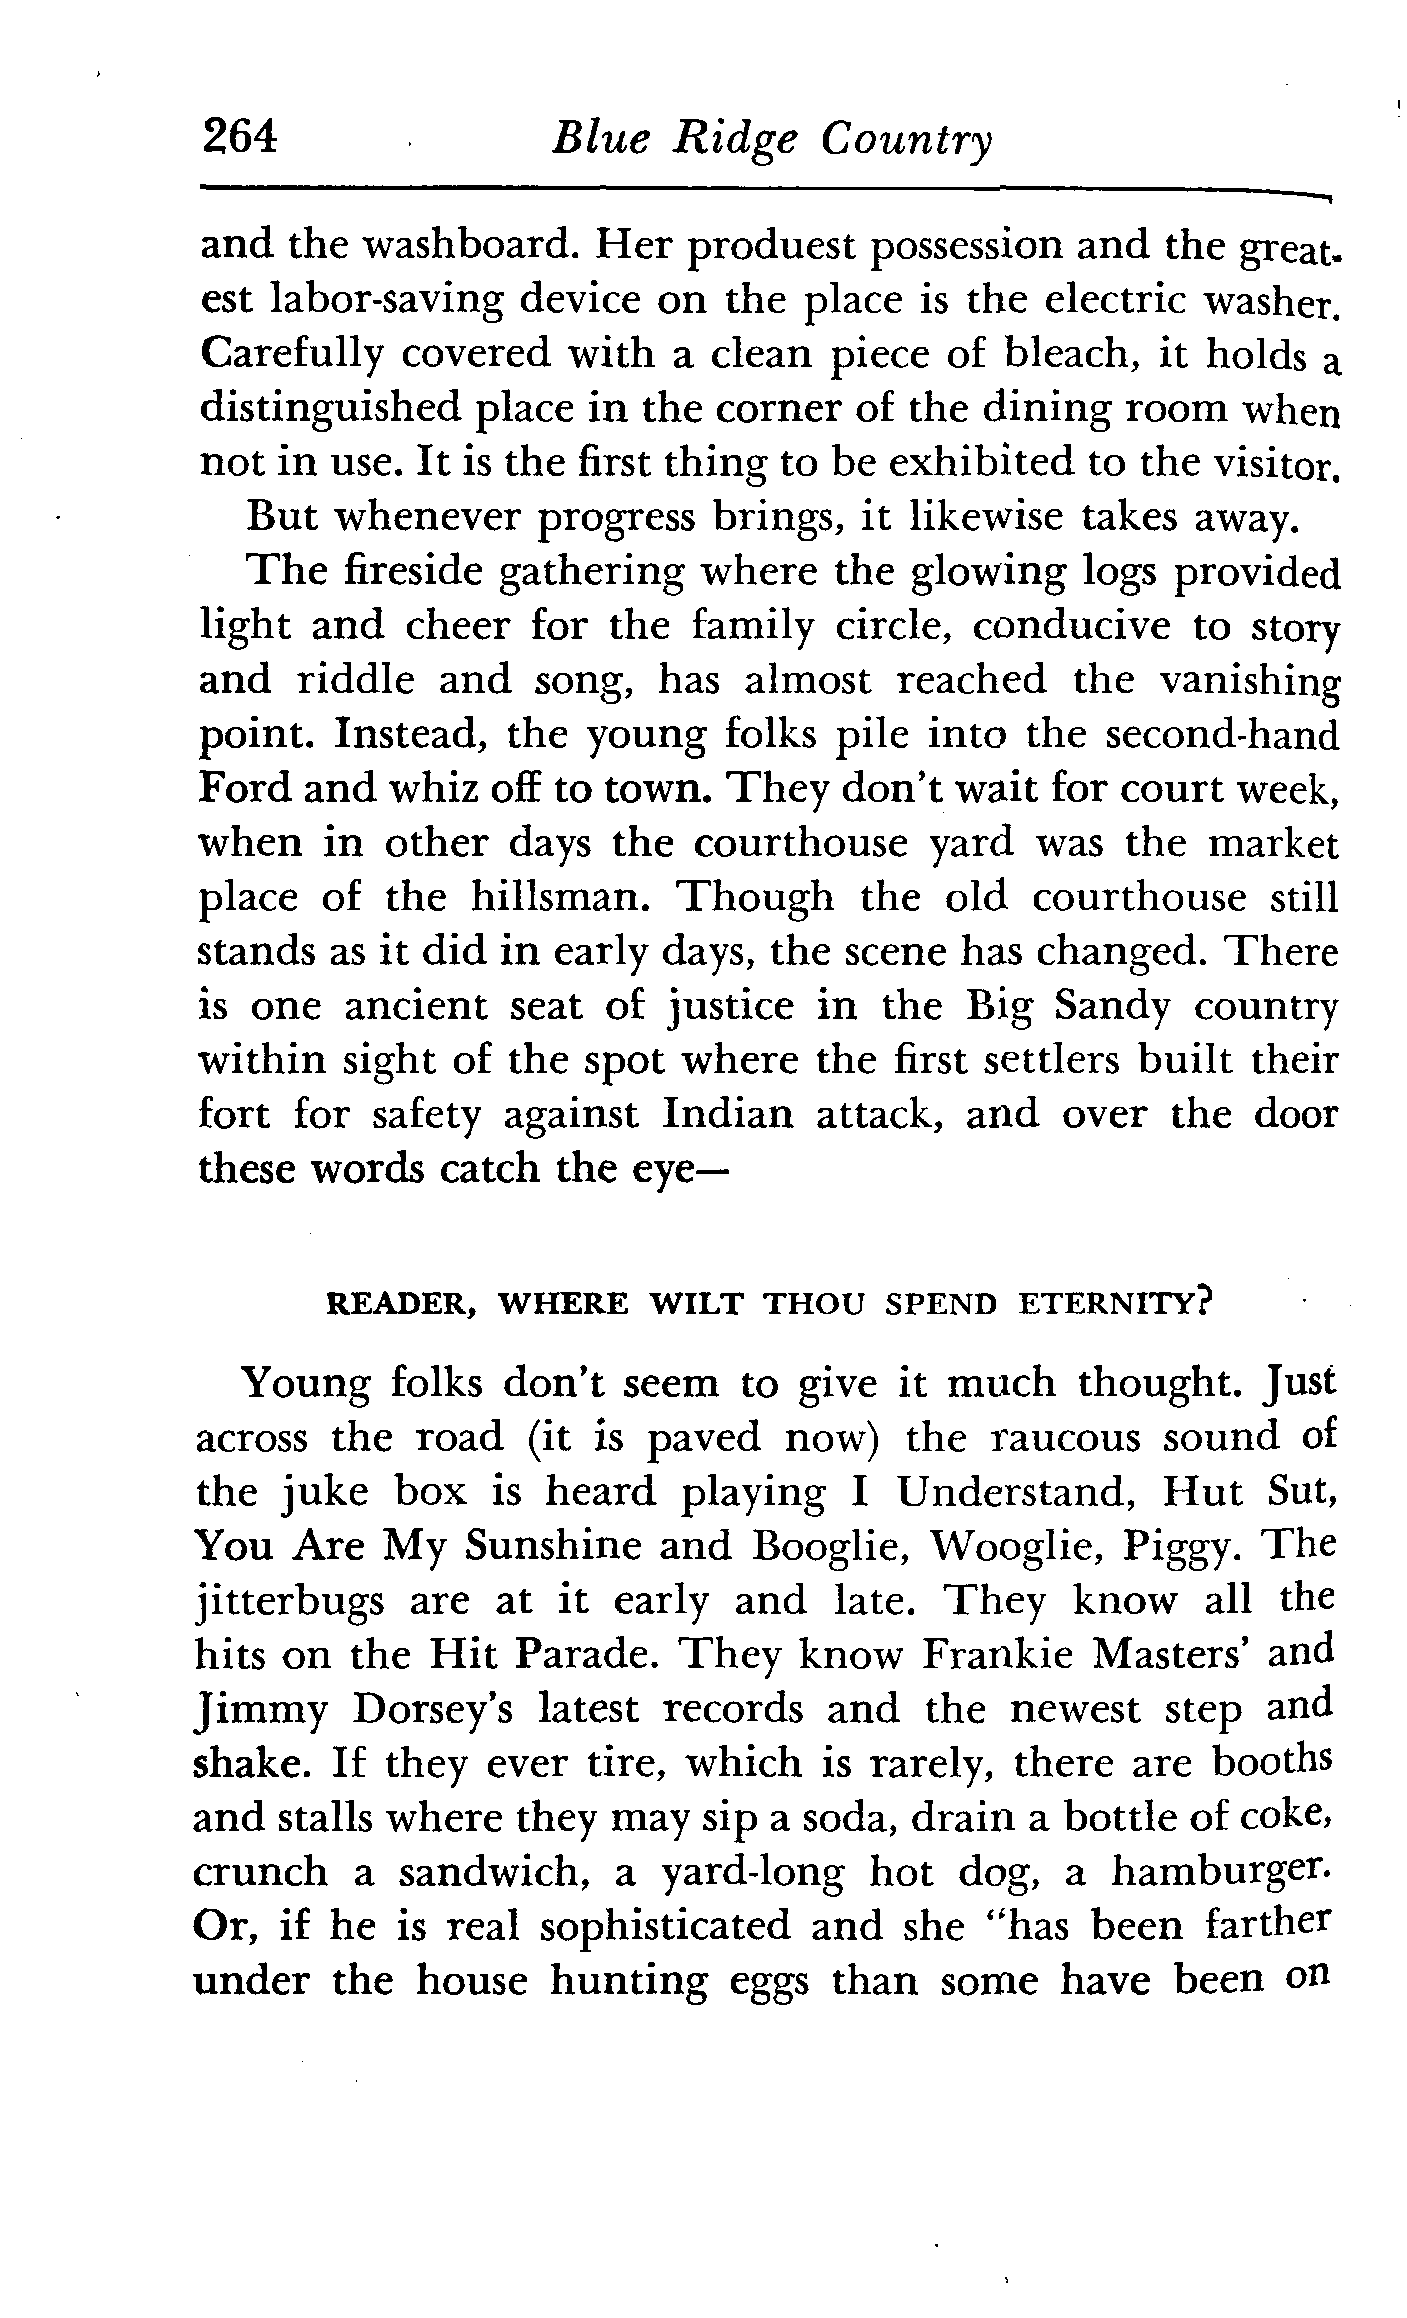 264 Blue Ridge Country
and the washboard. Her produest possession and the great-
est labor-saving device on the place is the electric washer.
Carefully covered with a clean piece of bleach, it holds a
distinguished place in the corner of the dining room when
not in use. It is the first thing to be exhibited to the visitor.
But whenever progress brings, it likewise takes away.
The fireside gathering where the glowing logs provided
light and cheer for the family circle, conducive to story
and riddle and song, has almost reached the vanishing
point. Instead, the young folks pile into the second-hand
Ford and whiz off to town. They don't wait for court week,
when in other days the courthouse yard was the market
place of the hillsman. Though the old courthouse still
stands as it did in early days, the scene has changed. There
is one ancient seat of justice in the Big Sandy country
within sight of the spot where the first settlers built their
fort for safety against Indian attack, and over the door
these words catch the eye—
READER, WHERE WILT THOU SPEND ETERNITY?
Young folks don't seem to give it much thought. Just
across the road (it is paved now) the raucous sound of
the juke box is heard playing I Understand, Hut Sut,
You Are My Sunshine and Booglie, Wooglie, Piggy. The
jitterbugs are at it early and late. They know all the
hits on the Hit Parade. They know Frankie Masters' and
Jimmy Dorsey's latest records and the newest step and
shake. If they ever tire, which is rarely, there are booths
and stalls where they may sip a soda, drain a bottle of coke,
crunch a sandwich, a yard-long hot dog, a hamburger.
Or, if he is real sophisticated and she "has been farther
under the house hunting eggs than some have been on